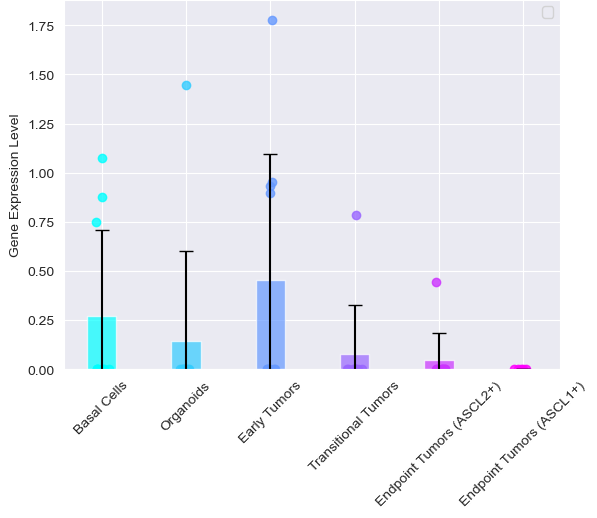 1.75
1.50
1.25
1.00
0.75
0.50
0.25
0.00
Gene Expression Level
Basal Cells
Organoids
Early Tumors
Transitional Tumors
Endpoint Tumors (ASCL2+)
Endpoint Tumors (ASCL1+)